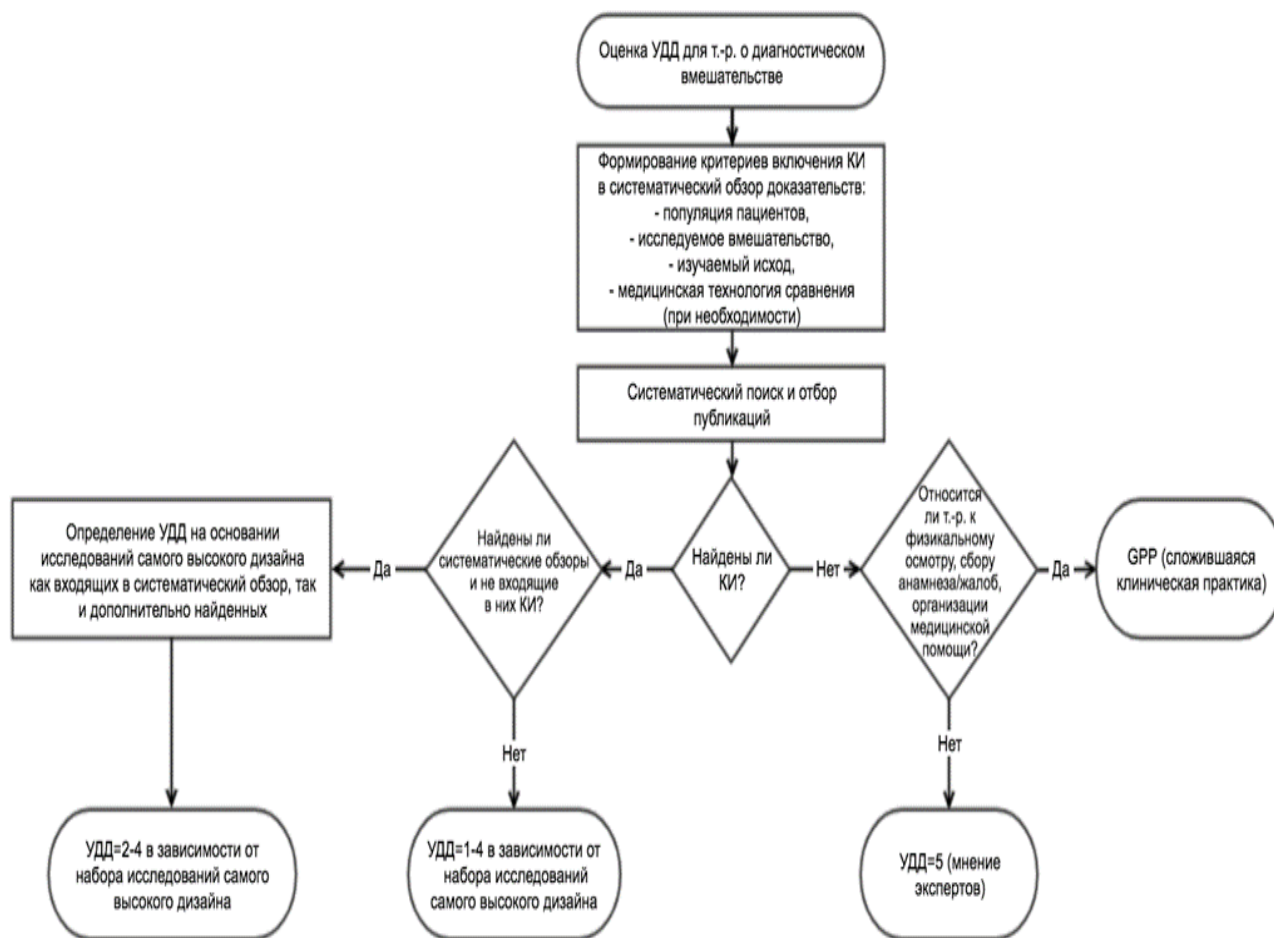 Оценка УДД для т.-р. о диагностическом
вмешательстве
Формирование критериев включения КИ
в систематический обзор доказательств:
- популяция пациентов,
- исследуемое вмешательство,
- изучаемый исход,
- медицинская технология сравнения
(при необходимости)
Систематический поиск и отбор
публикаций
Определение УДД на основании
исследований самого высокого дизайна
как входящих в систематический обзор, так
и дополнительно найденных
Да
Найдены ли
систематические обзоры
и не входящие
в них КИ?
Да
Найдены ли
КИ?
Нет
Относится
ли т.-р. к
физикальному
осмотру, сбору
анамнеза/жалоб,
организации
медицинской
помощи?
Да
GPP (сложившаяся
клиническая практика)
Нет
Нет
УДД=2-4 в зависимости от
набора исследований самого
высокого дизайна
УДД=1-4 в зависимости от
набора исследований
самого высокого дизайна
УДД=5 (мнение
экспертов)